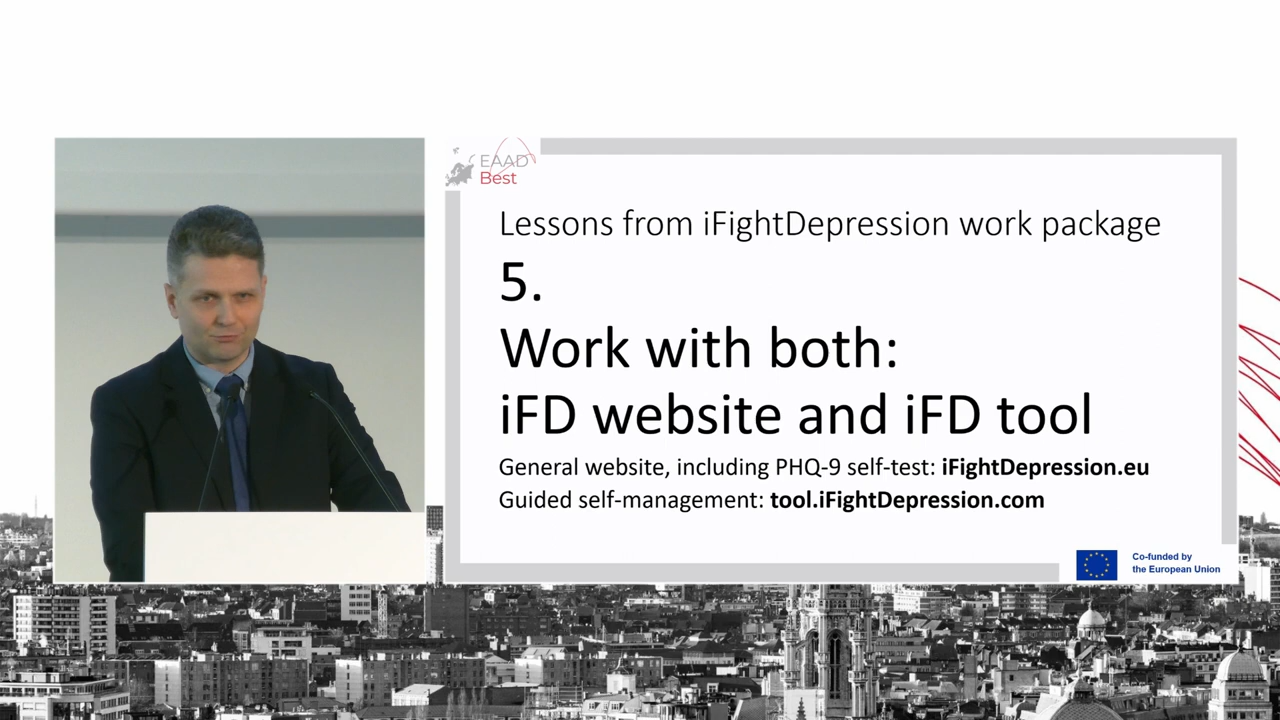 EAAD
Best
Lessons from iFightDepression work package
5.
Work with both:
iFD website and iFD tool
General website, including PHQ-9 self-test: iFightDepression.eu
Guided self-management: tool.iFightDepression.com
Co-funded by
the European Union